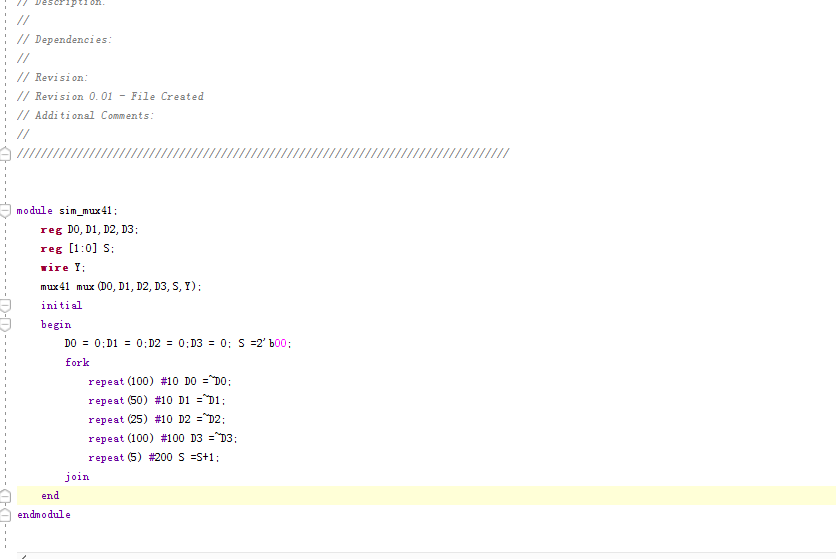 // Description:
//
// Dependencies:
//
// Revision:
// Revision 0.01 - File Created
// Additional Comments:
//
//////////////////////////////////////////////////////////////////////////////////
module sim_mux41;
reg D0,D1,D2,D3;
reg [1:0] S;
wire Y;
mux41 mux(D0,D1,D2,D3,S,Y);
initial
begin
D0 = 0;D1 = 0;D2 = 0;D3 = 0; S =2'b00;
fork
repeat(100) #10 D0 =~D0;
repeat(50) #10 D1 =~D1;
repeat(25) #10 D2 =~D2;
repeat(100) #100 D3 =~D3;
repeat(5) #200 S =S+1;
join
end
endmodule